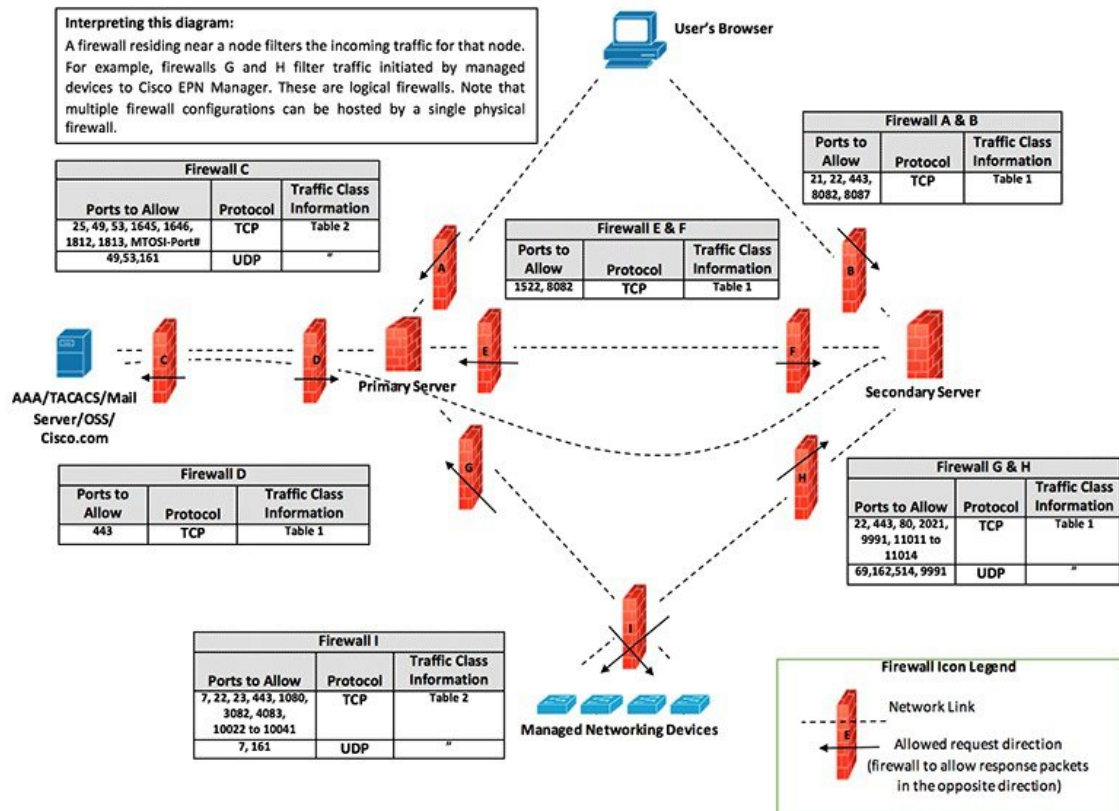 Interpreting this diagram:
A firewall residing near a node filters the incoming traffic for that node.
For example, firewalls G and H filter traffic initiated by managed
devices to Cisco EPN Manager. These are logical firewalls. Note that
multiple firewall configurations can be hosted by a single physical
firewall.
User's Browser
Firewall A & B
Ports to Allow Protocol Traffic Class Information
21, 22, 443, TCP Table 1
8082, 8087
Firewall C
Ports to Allow Protocol Traffic Class Information
25, 49, 53, 1645, 1646, TCP Table 2
1812, 1813, MTOSI-Port#
49,53,161 UDP "
Firewall E & F
Ports to Allow Protocol Traffic Class Information
1522, 8082 TCP Table 1
A
B
C
D
E
F
Primary Server
Secondary Server
AAA/TACACS/Mail
Server/OSS/
Cisco.com
G
H
Firewall D
Ports to Allow Protocol Traffic Class Information
443 TCP Table 1
Firewall G & H
Ports to Allow Protocol Traffic Class Information
22, 443, 80, 2021, TCP Table 1
9991, 11011 to
11014
69,162,514, 9991 UDP "
I
Firewall I
Ports to Allow Protocol Traffic Class Information
7, 22, 23, 443, 1080, TCP Table 2
3082, 4083,
10022 to 10041
7, 161 UDP "
Managed Networking Devices
Firewall Icon Legend
Network Link
E
Allowed request direction
(firewall to allow response packets
in the opposite direction)